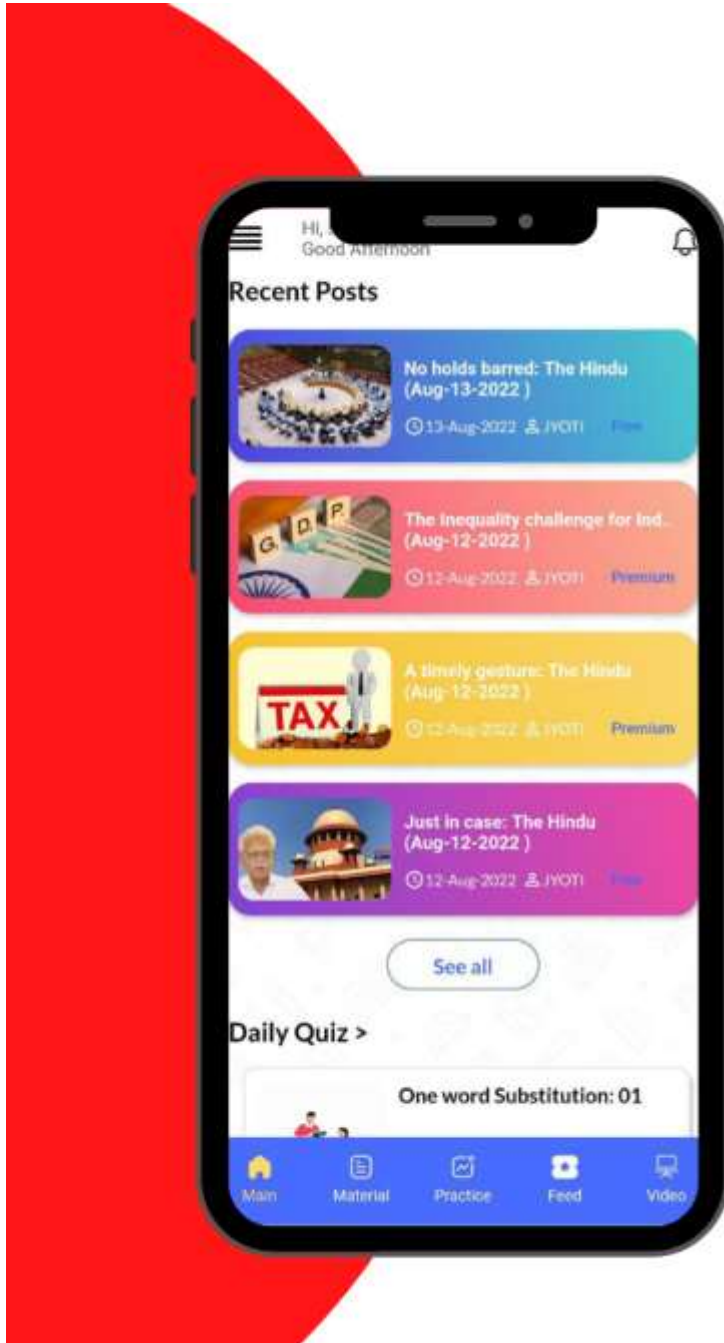 Hi,
Good Afternoon
Recent Posts
No holds barred: The Hindu
(Aug-13-2022 )
13-Aug-2022 JYOTI Free
G. D. P.
The Inequality challenge for Ind..
(Aug-12-2022 )
12-Aug-2022 JYOTI Premium
TAX
A timely gesture: The Hindu
(Aug-12-2022 )
12-Aug-2022 JYOTI Premium
Just in case: The Hindu
(Aug-12-2022 )
12-Aug-2022 JYOTI Free
See all
Daily Quiz >
One word Substitution: 01
Main Material Practice Feed Video